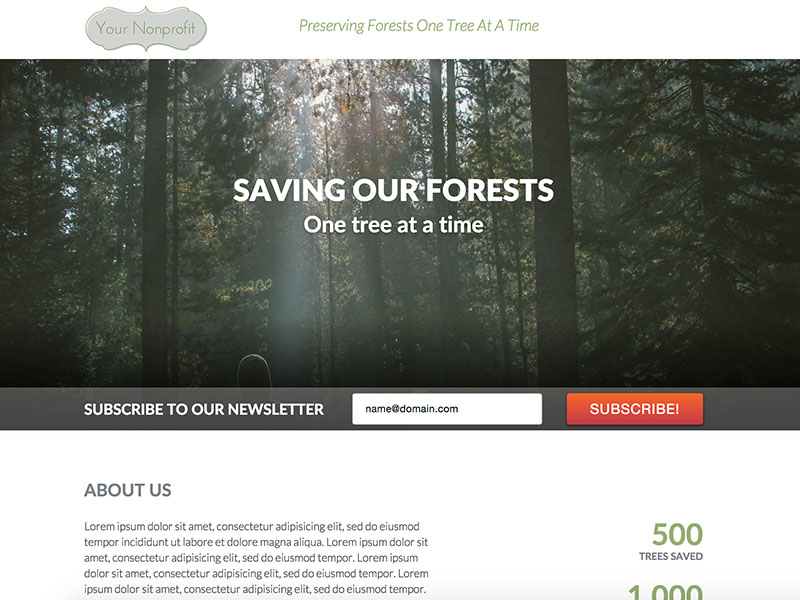 Your Nonprofit
Preserving Forests One Tree At A Time
SAVING OUR FORESTS
One tree at a time
SUBSCRIBE TO OUR NEWSLETTER
name@domain.com
SUBSCRIBE!
ABOUT US
Lorem ipsum dolor sit amet, consectetur adipisicing elit, sed do eiusmod
tempor incididunt ut labore et dolore magna aliqua. Lorem ipsum dolor
sit amet, consectetur adipisicing elit, sed do eiusmod tempor
dolor sit amet, consectetur adipisicing elit, sed do eiusmod. Lorem
ipsum dolor sit amet, consectetur adipisicing elit, sed do eiusmod tempor.
500
TREES SAVED
1,000